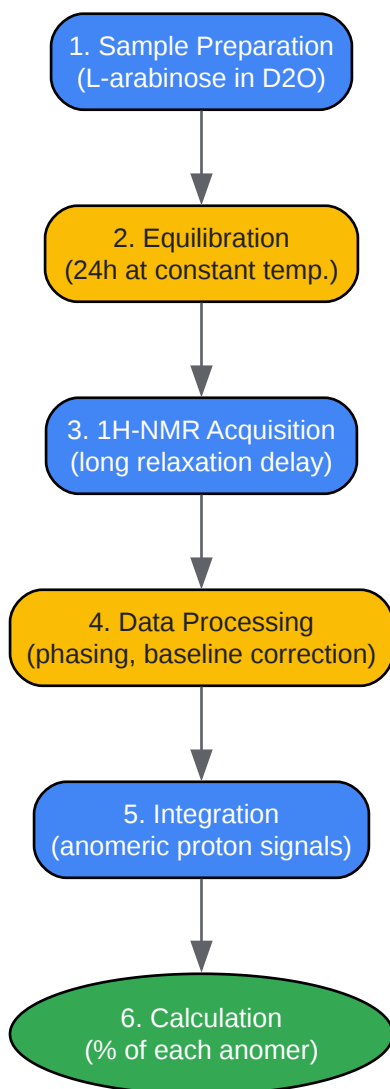 1. Sample Preparation
(L-arabinose in D2O)
2. Equilibration
(24h at constant temp.)
3. 1H-NMR Acquisition
(long relaxation delay)
4. Data Processing
(phasing, baseline correction)
5. Integration
(anomeric proton signals)
6. Calculation
(% of each anomer)